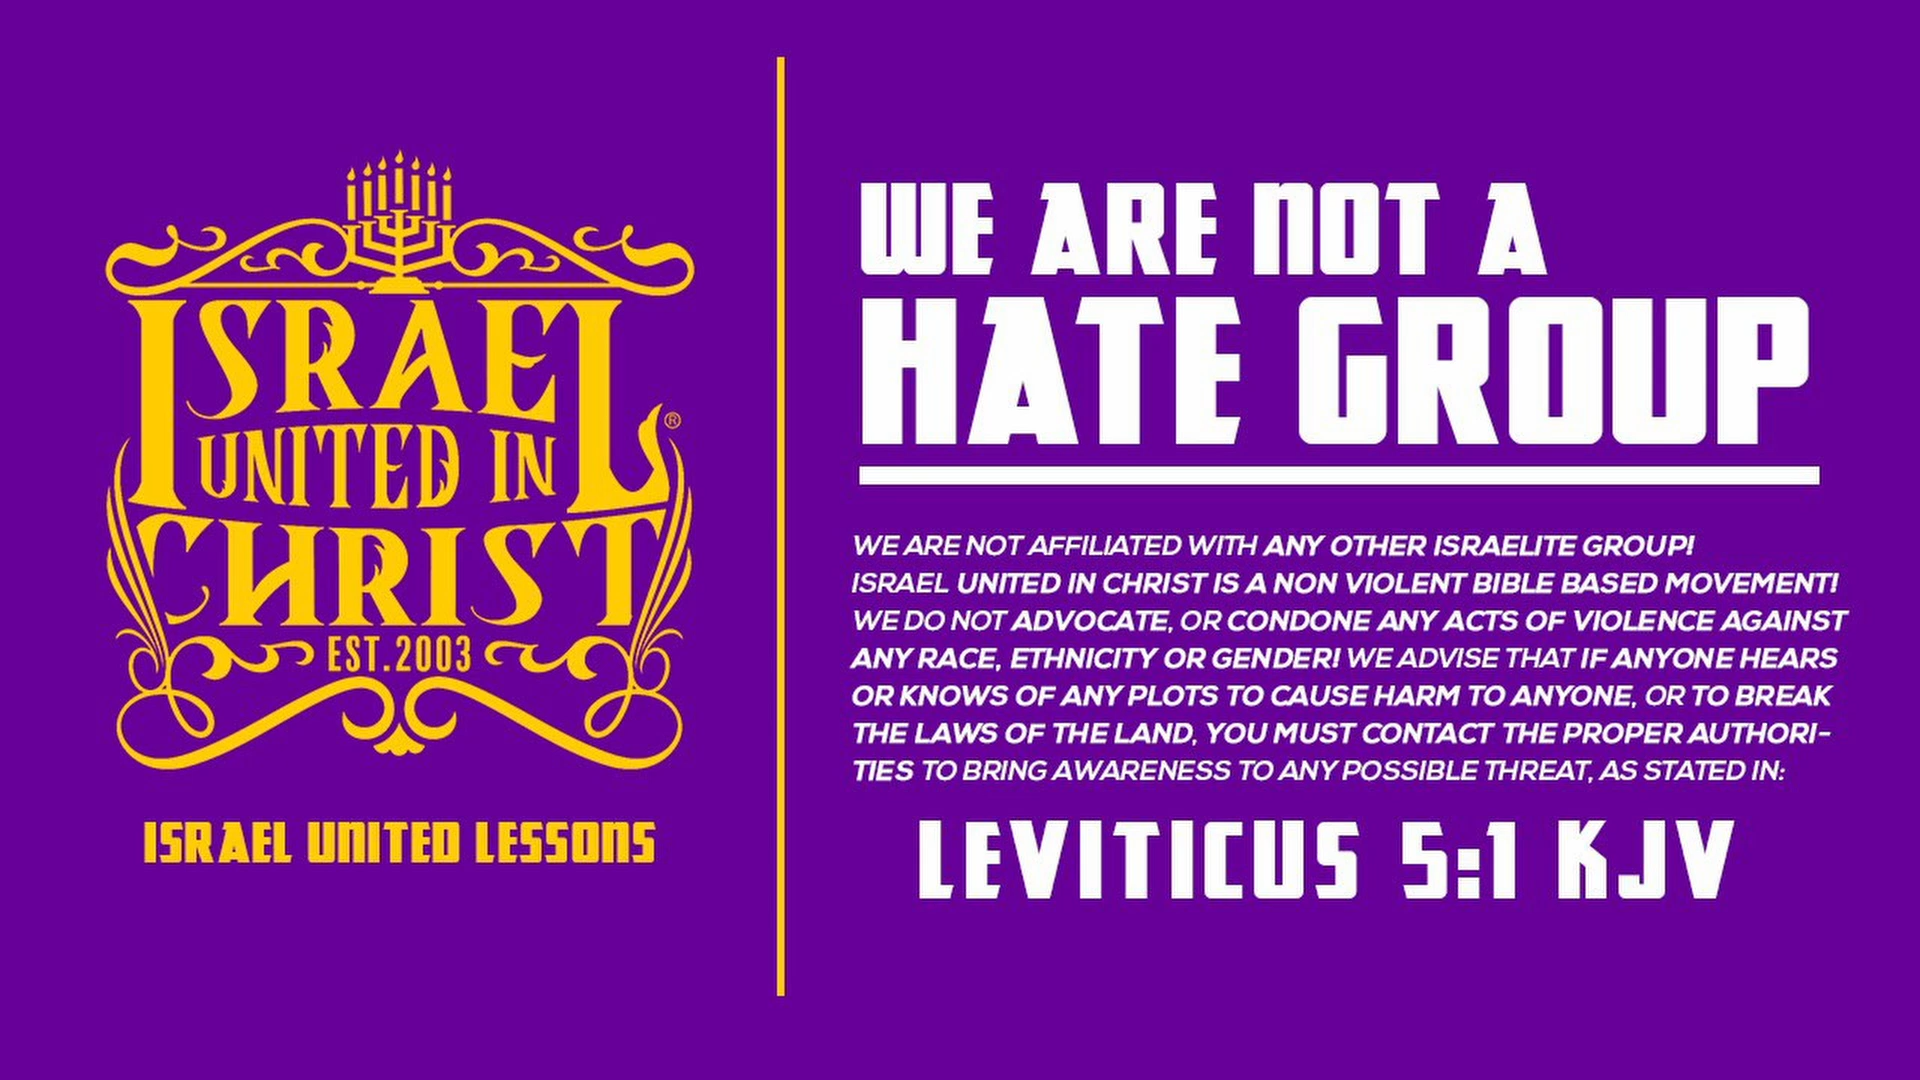 ISRAEL
UNITED IN
CHRIST
®
EST.2003
ISRAEL UNITED LESSONS
WE ARE NOT A
HATE GROUP
WE ARE NOT AFFILIATED WITH ANY OTHER ISRAELITE GROUP!
ISRAEL UNITED IN CHRIST IS A NON VIOLENT BIBLE BASED MOVEMENT!
WE DO NOT ADVOCATE, OR CONDONE ANY ACTS OF VIOLENCE AGAINST
ANY RACE, ETHNICITY OR GENDER! WE ADVISE THAT IF ANYONE HEARS
OR KNOWS OF ANY PLOTS TO CAUSE HARM TO ANYONE, OR TO BREAK
THE LAWS OF THE LAND, YOU MUST CONTACT THE PROPER AUTHORI-
TIES TO BRING AWARENESS TO ANY POSSIBLE THREAT, AS STATED IN:
LEVITICUS 5:1 KJV